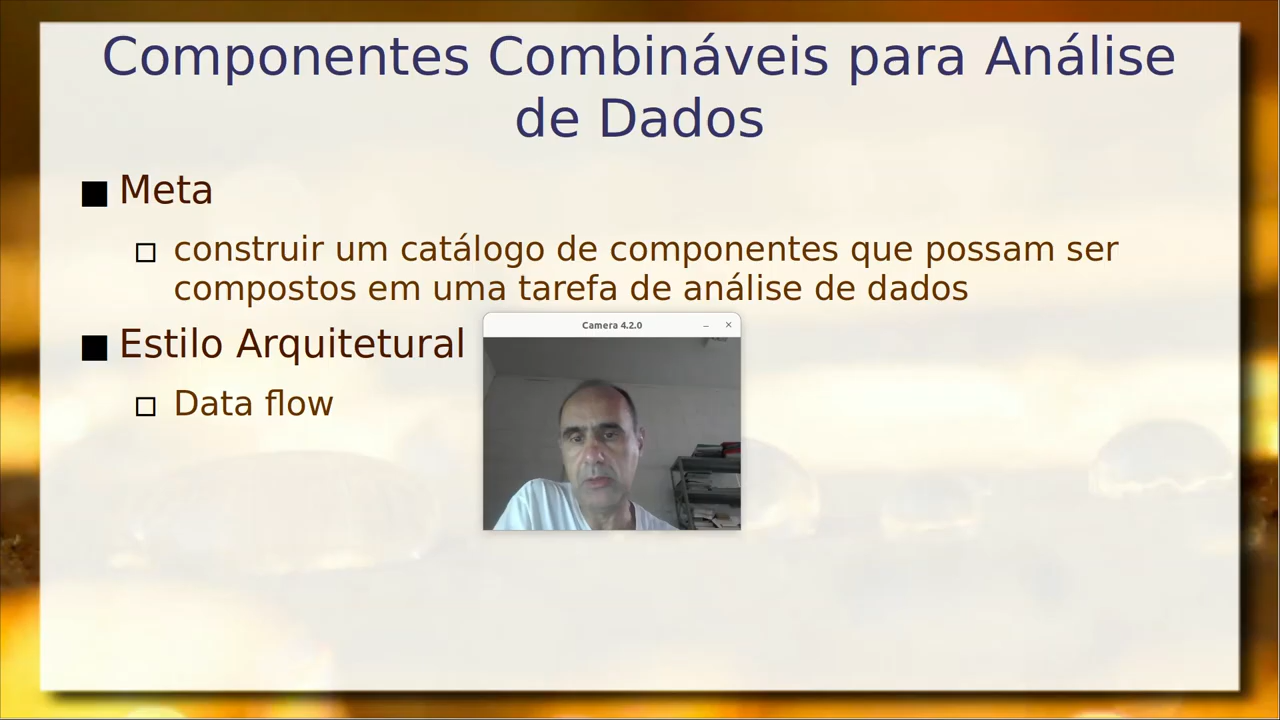 Componentes Combináveis para Análise
de Dados
Meta
construir um catálogo de componentes que possam ser
compostos em uma tarefa de análise de dados
Estilo Arquitetural
Camera 4.2.0
Data flow